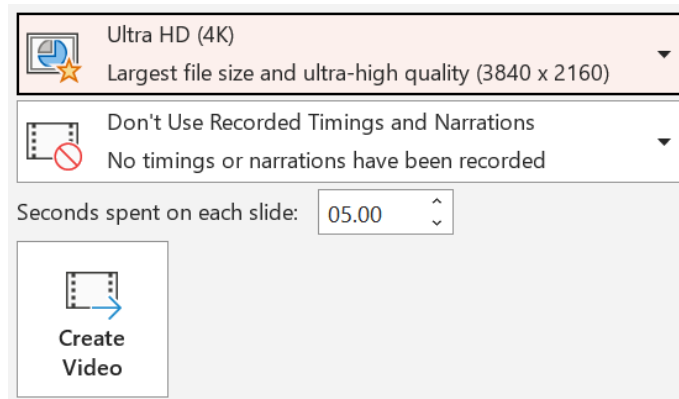 Ultra HD (4K)
Largest file size and ultra-high quality (3840 x 2160)
Don't Use Recorded Timings and Narrations
No timings or narrations have been recorded
Seconds spent on each slide: 05.00
Create
Video